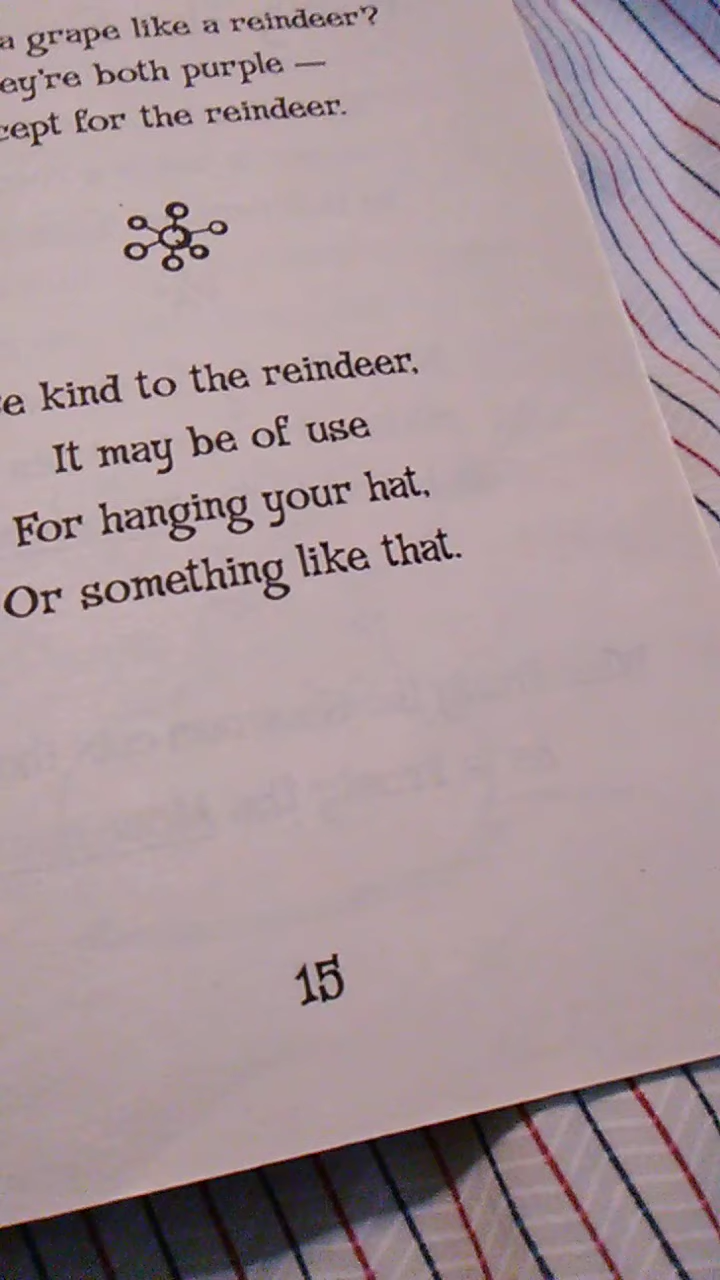 a grape like a reindeer?
ey're both purple —
cept for the reindeer.
e kind to the reindeer,
It may be of use
For hanging your hat,
Or something like that.
15